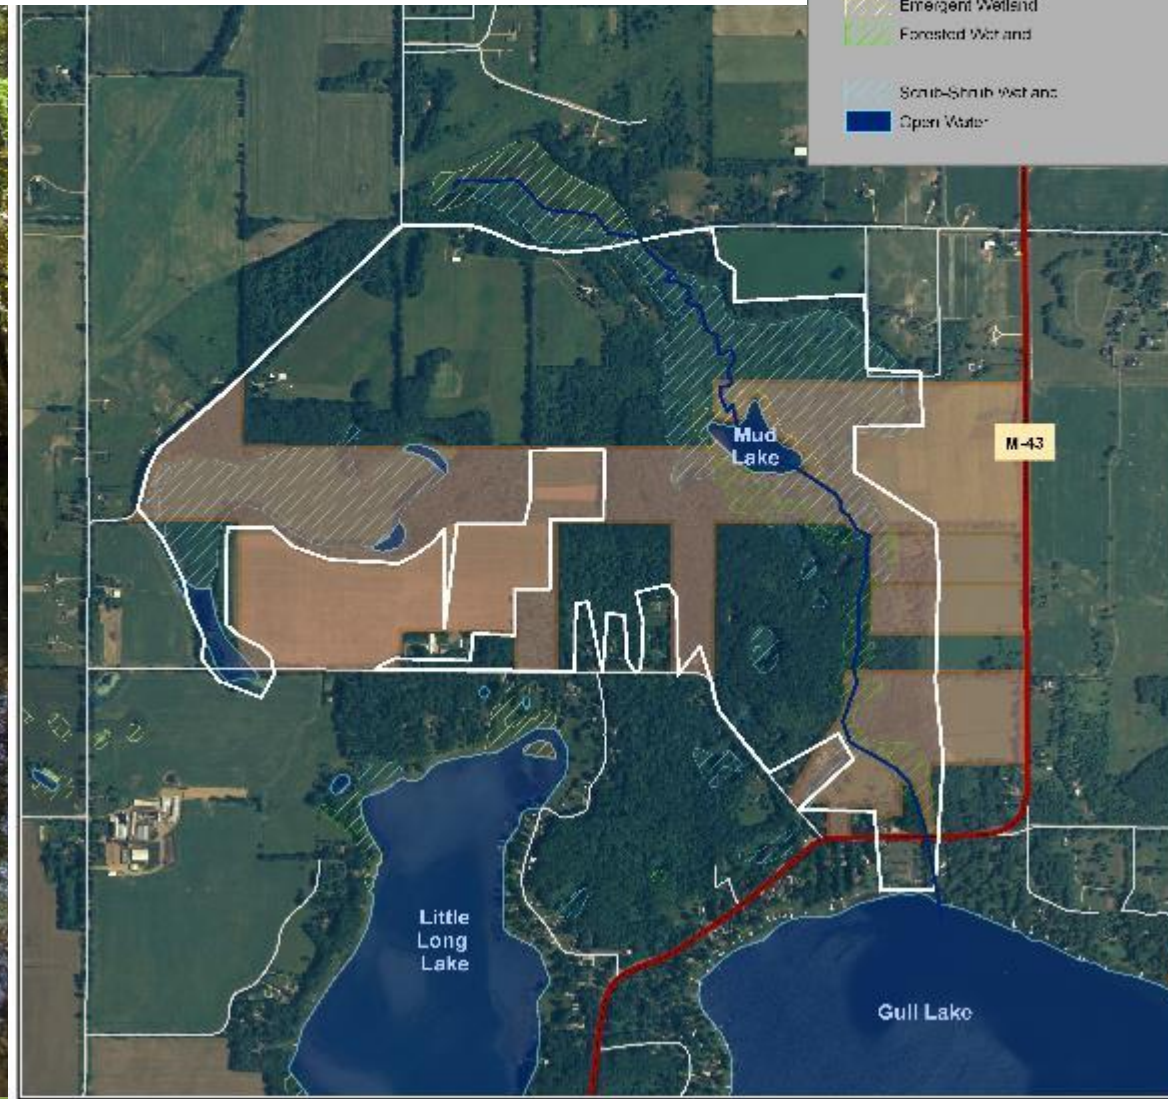 Emergent Wetland
Forested Wetland
Scrub-Shrub Wetland
Open Water
M-43
Mud
Lake
Little
Long
Lake
Gull Lake